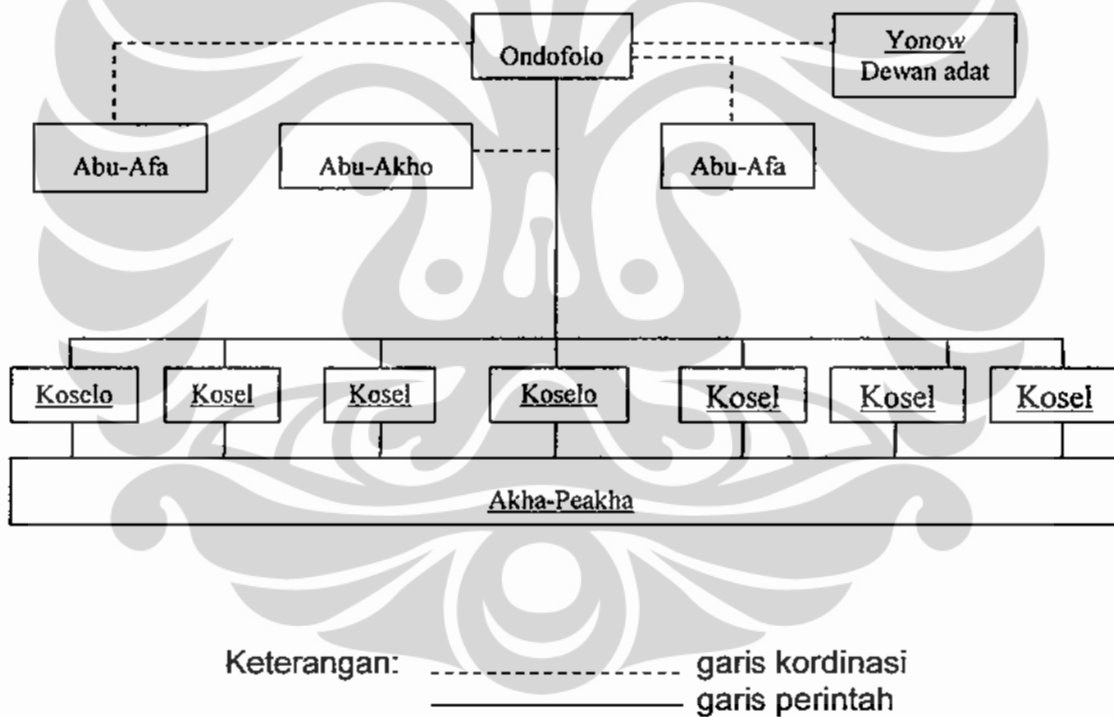 Ondofolo
Yonow
Dewan adat
Abu-Afa
Abu-Akho
Abu-Afa
Koselo
Kosel
Kosel
Koselo
Kosel
Kosel
Kosel
Akha-Peakha
Keterangan: garis kordinasi
garis perintah